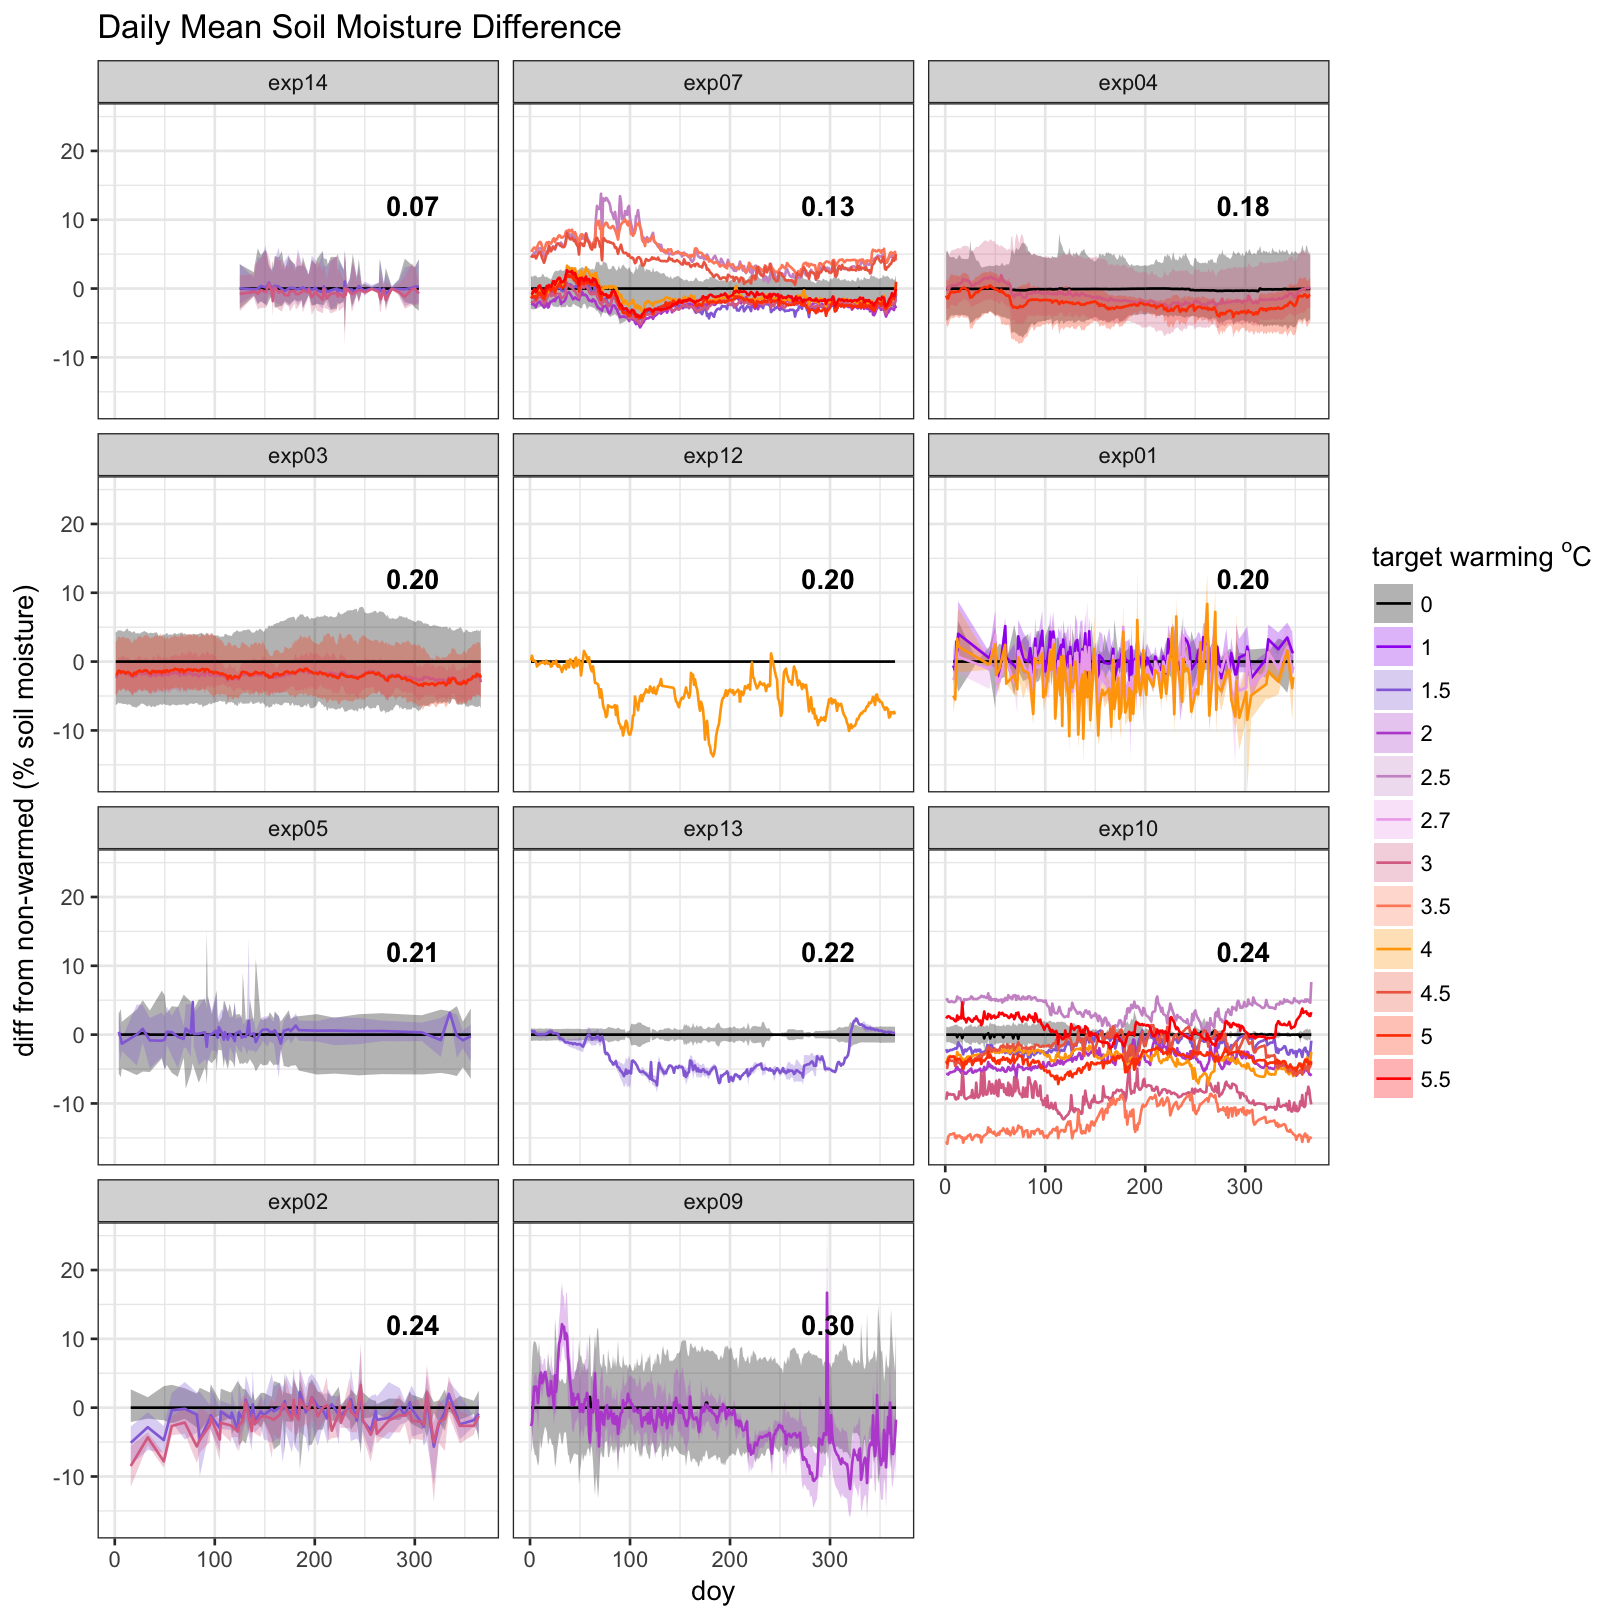 Daily Mean Soil Moisture Difference
exp14
exp07
exp04
20
10
0
-10
0.07
0.13
0.18
exp03
exp12
exp01
20
10
0
-10
0.20
0.20
0.20
exp05
exp13
exp10
20
10
0
-10
0.21
0.22
0.24
0 100 200 300
exp02
exp09
20
10
0
-10
0.24
0.30
0 100 200 300
0 100 200 300
doy
diff from non-warmed (% soil moisture)
target warming °C
0
1
1.5
2
2.5
2.7
3
3.5
4
4.5
5
5.5